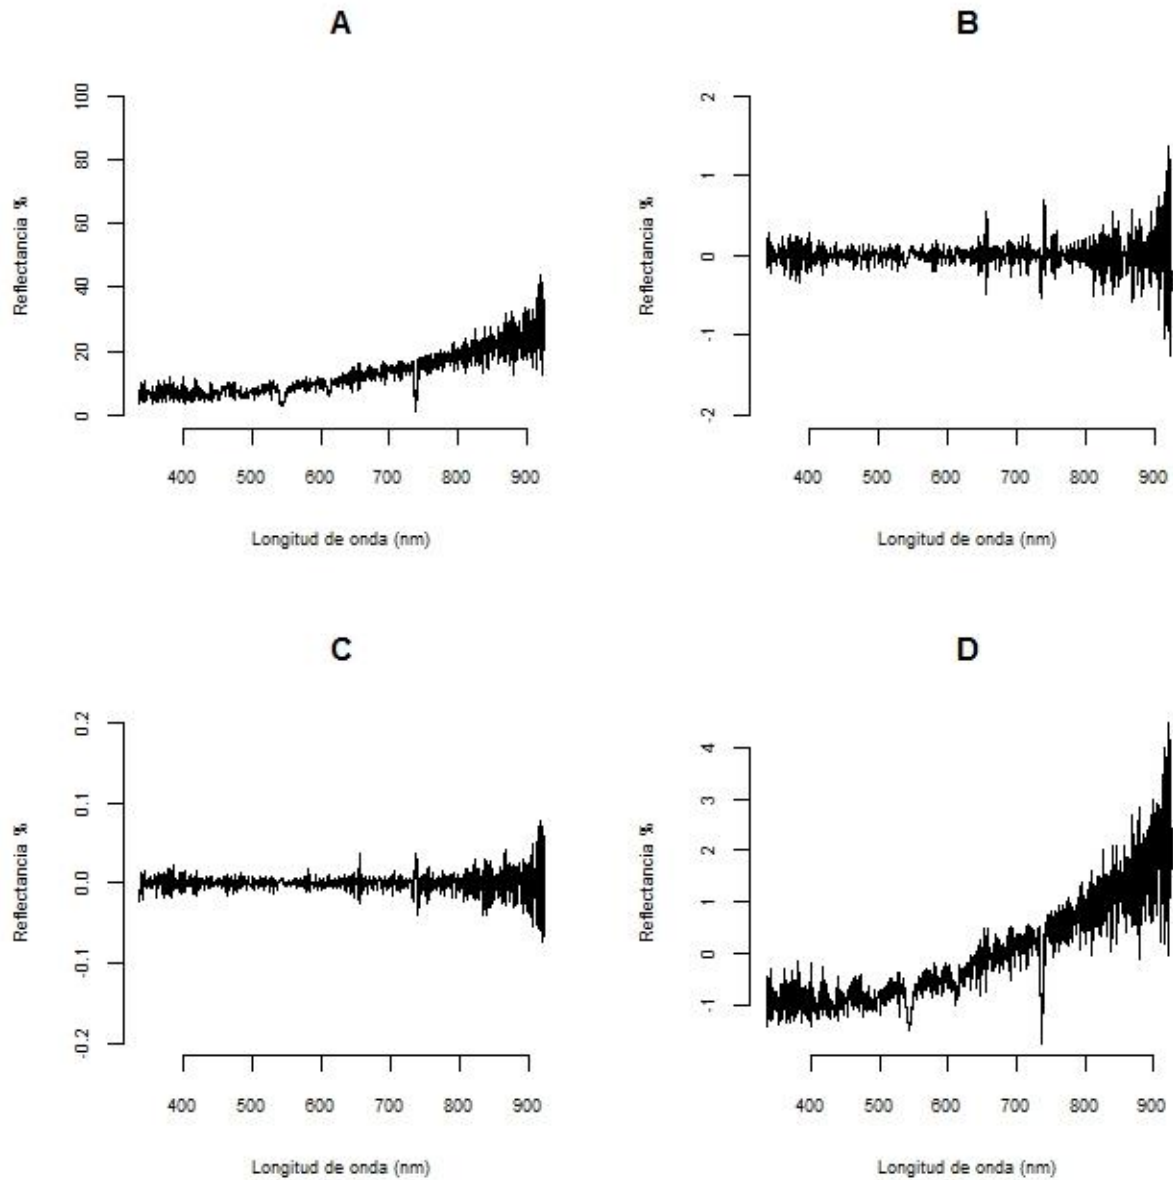 A
Reflectancia %
100
80
60
40
20
0
400 500 600 700 800 900
Longitud de onda (nm)
B
Reflectancia %
2
1
0
-1
-2
400 500 600 700 800 900
Longitud de onda (nm)
C
Reflectancia %
0.2
0.1
0.0
-0.1
-0.2
400 500 600 700 800 900
Longitud de onda (nm)
D
Reflectancia %
4
3
2
1
0
-1
400 500 600 700 800 900
Longitud de onda (nm)